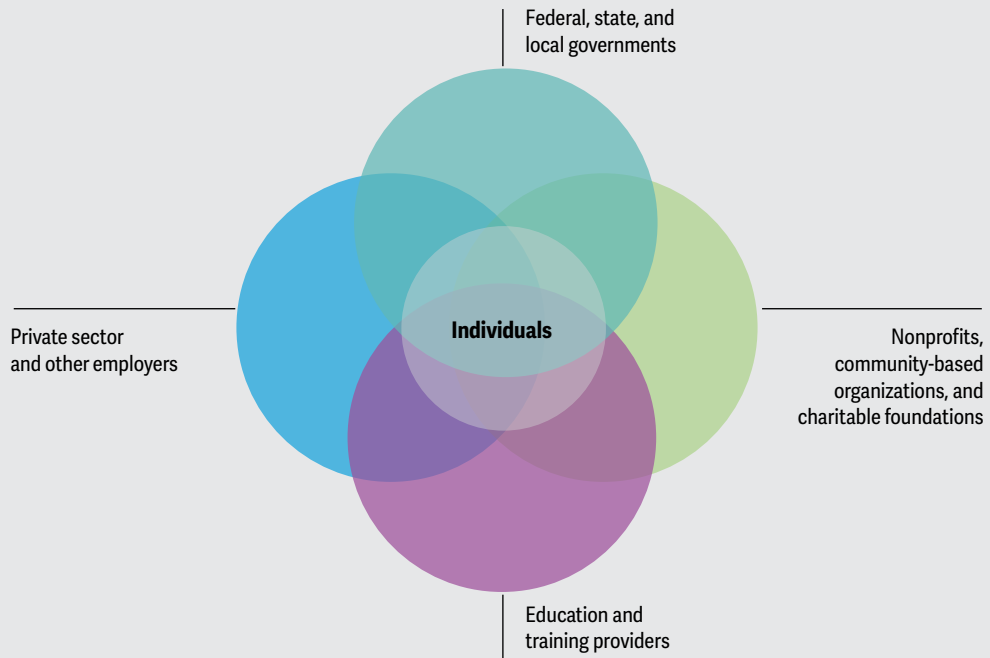 Federal, state, and
local governments
Private sector
and other employers
Individuals
Nonprofits,
community-based
organizations, and
charitable foundations
Education and
training providers